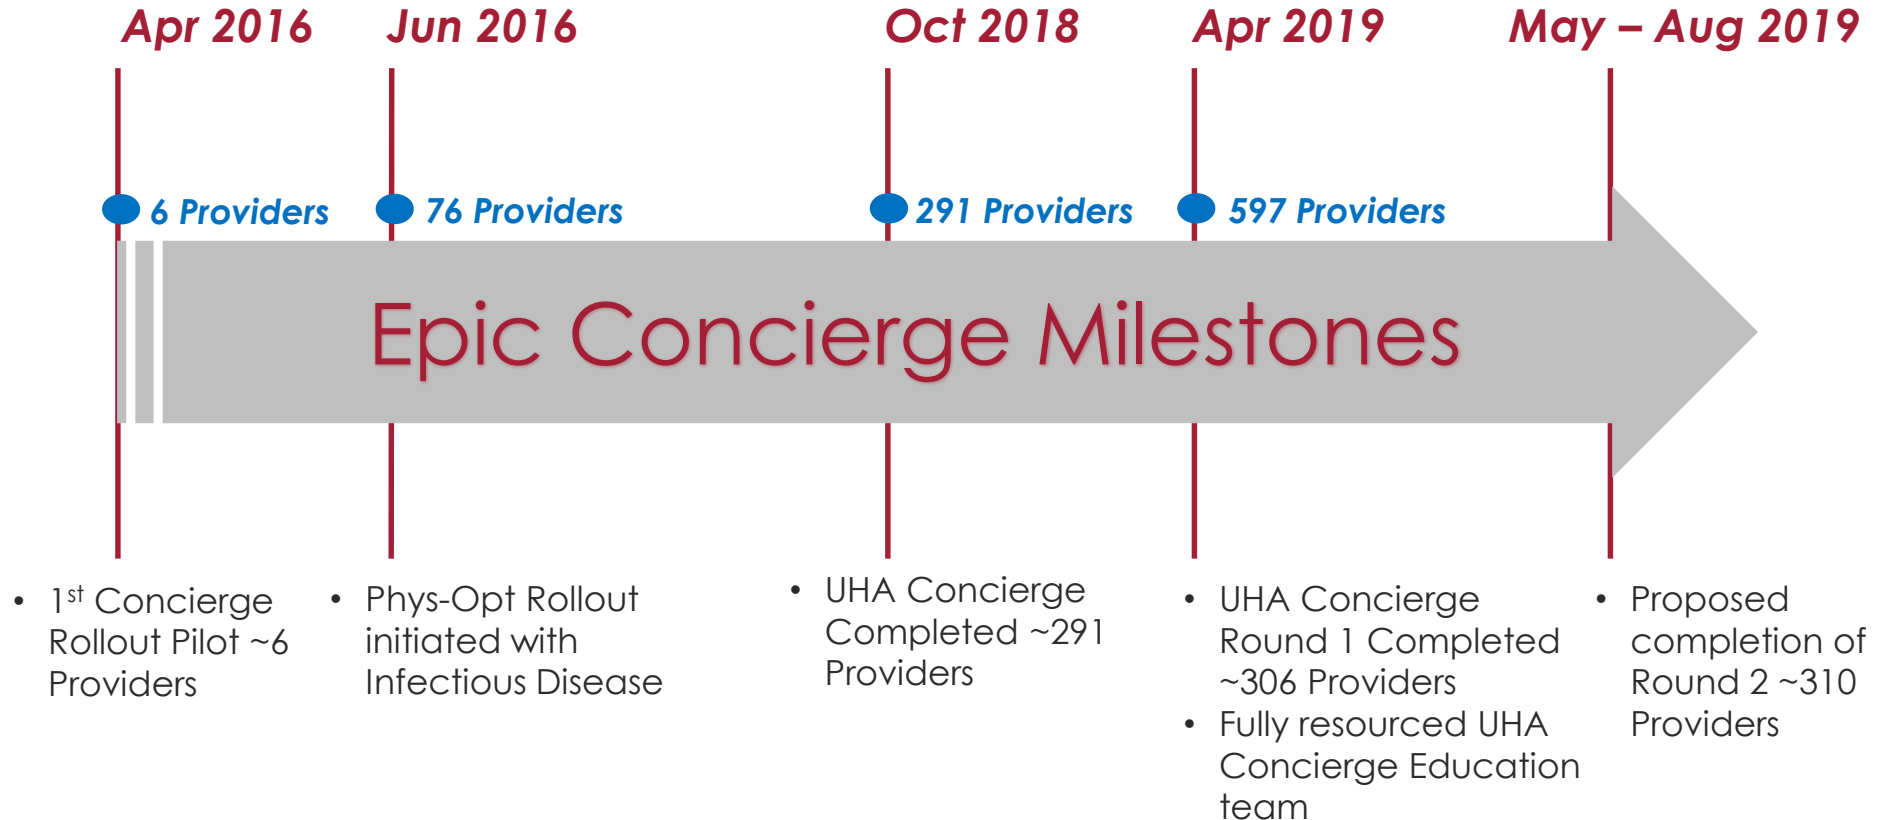 Apr 2016
Jun 2016
Oct 2018
Apr 2019
May – Aug 2019
6 Providers
76 Providers
291 Providers
597 Providers
Epic Concierge Milestones
• 1st Concierge
Rollout Pilot ~6
Providers
• Phys-Opt Rollout
initiated with
Infectious Disease
• UHA Concierge
Completed ~291
Providers
• UHA Concierge
Round 1 Completed
~306 Providers
• Fully resourced UHA
Concierge Education
team
• Proposed
completion of
Round 2 ~310
Providers